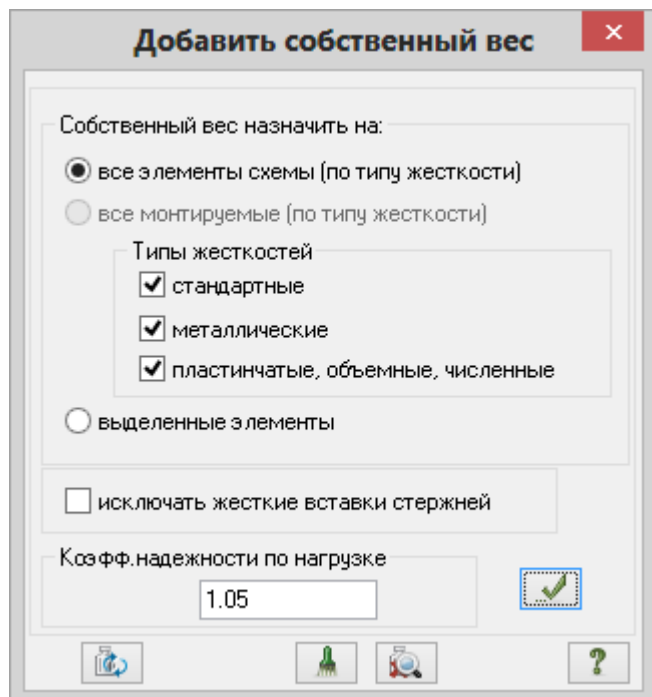 Добавить собственный вес
Собственный вес назначить на:
все элементы схемы (по типу жесткости)
все монтируемые (по типу жесткости)
Типы жесткостей
стандартные
металлические
пластинчатые, объемные, численные
выделенные элементы
исключать жесткие вставки стержней
Коэфф.надежности по нагрузке
1.05